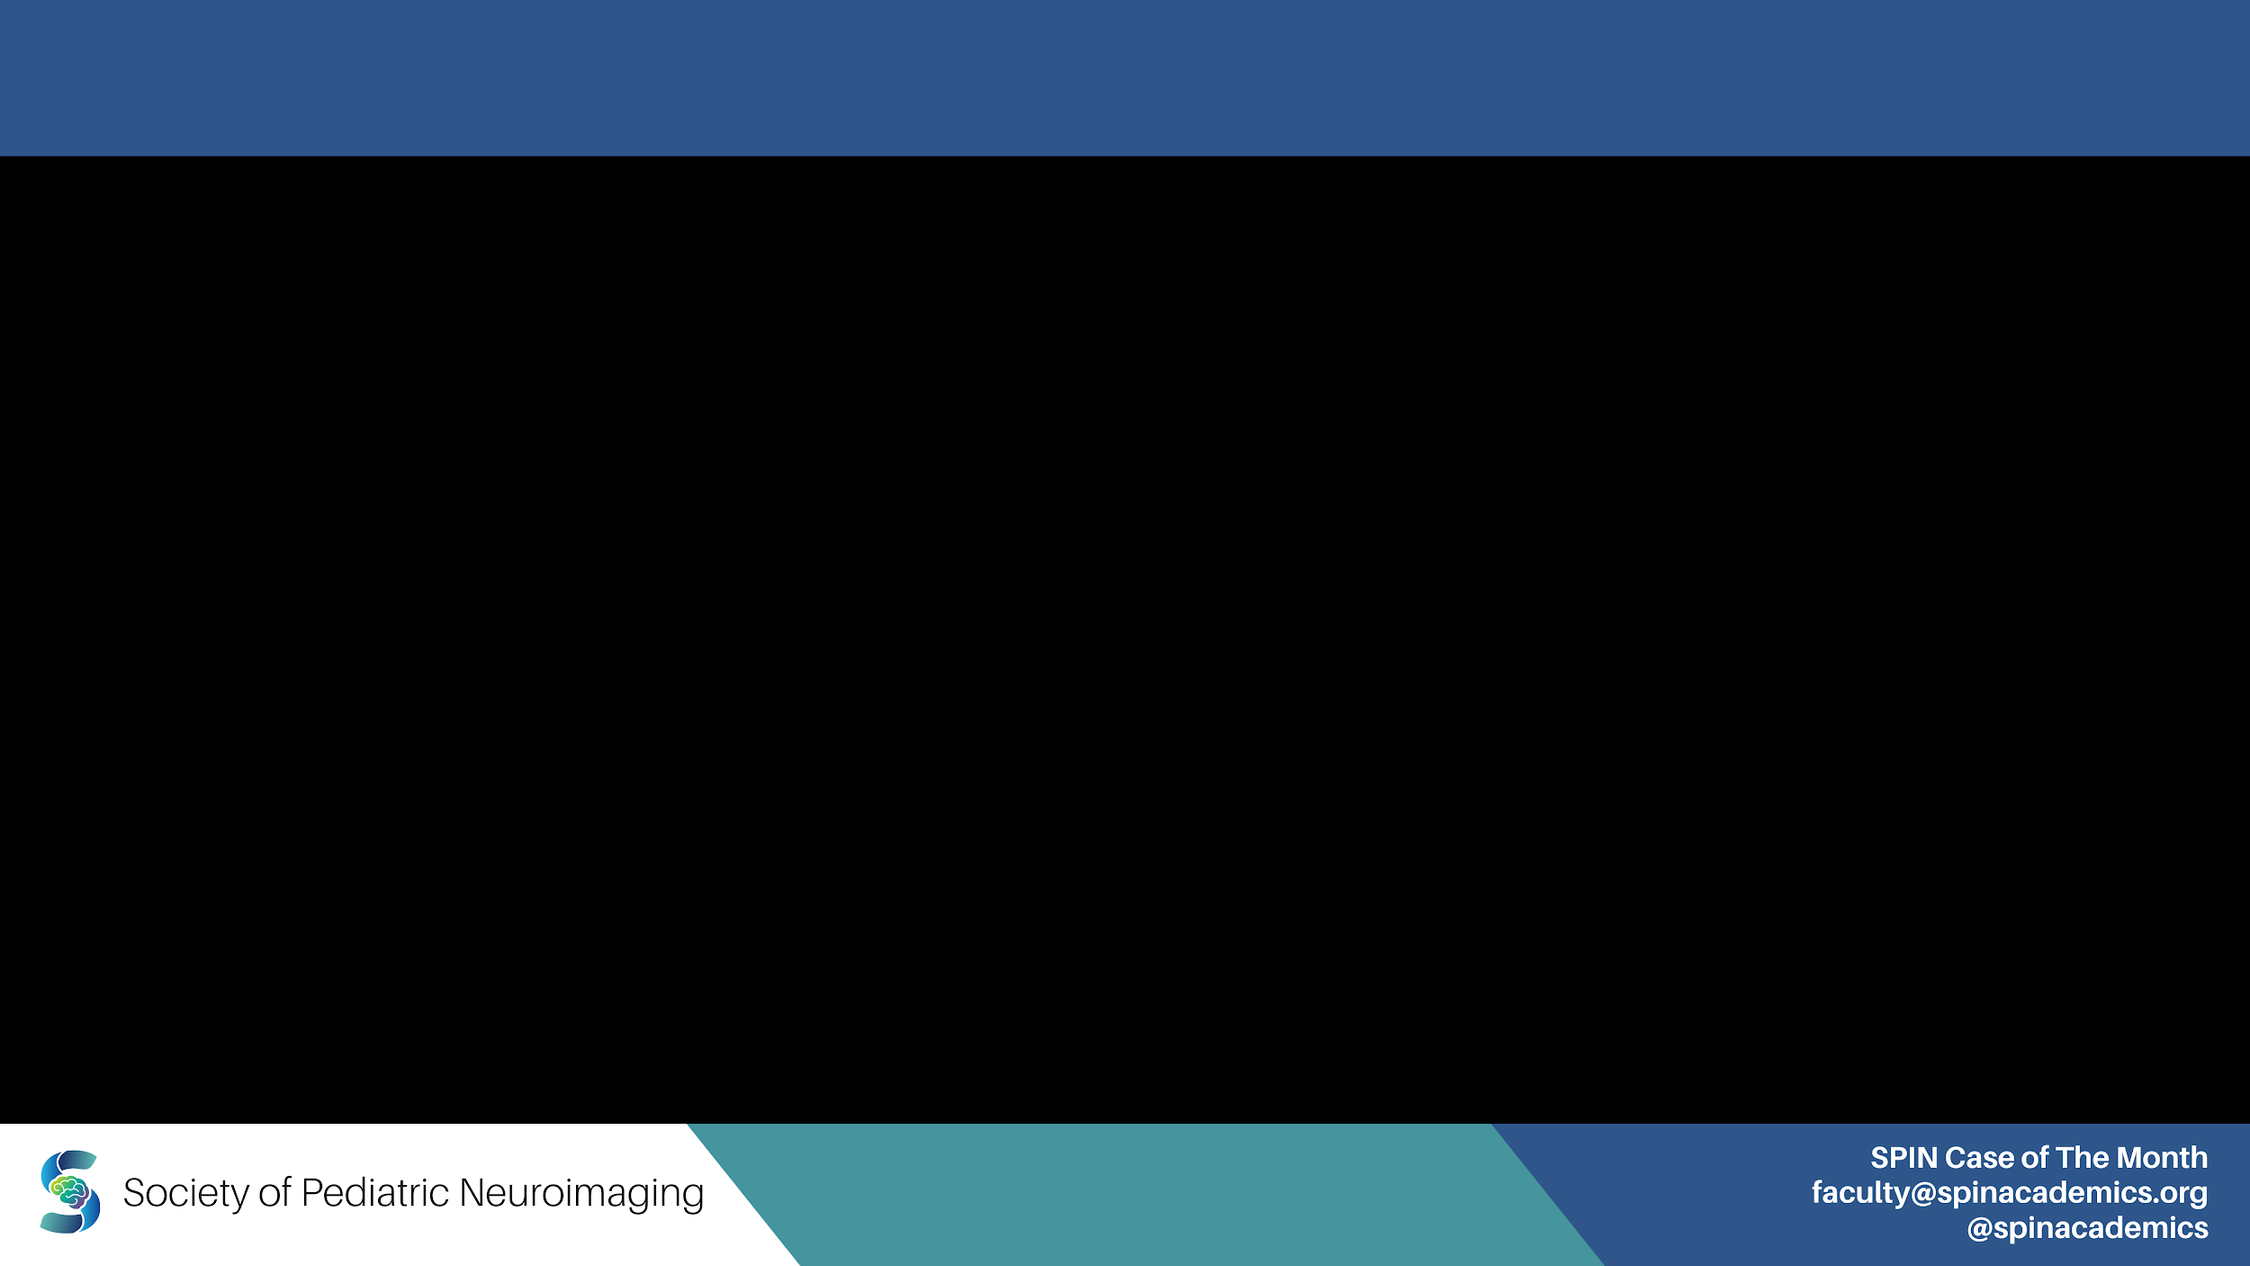 Society of Pediatric Neuroimaging
SPIN Case of The Month
faculty@spinacademics.org
@spinacademics